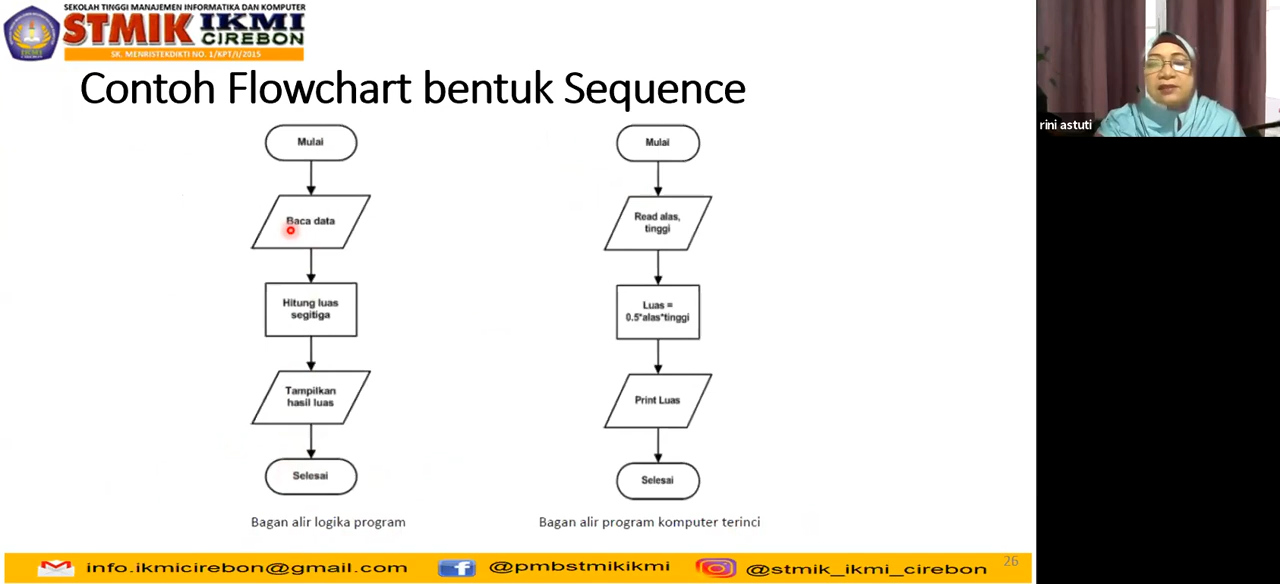 SEKOLAH TINGGI MANAJEMEN INFORMATIKA DAN KOMPUTER
STMIK IKMI
CIREBON
SK. MENRISTEKDIKTI NO. 1/KPT/I/2015
Contoh Flowchart bentuk Sequence
Mulai
Baca data
Hitung luas
segitiga
Tampilkan
hasil luas
Selesai
Bagan alir logika program
Mulai
Read alas,
tinggi
Luas =
0.5*alas*tinggi
Print Luas
Selesai
Bagan alir program komputer terinci
rini astuti
info.ikmicirebon@gmail.com
@pmbstmikikmi
@stmik_ikmi_cirebon
26